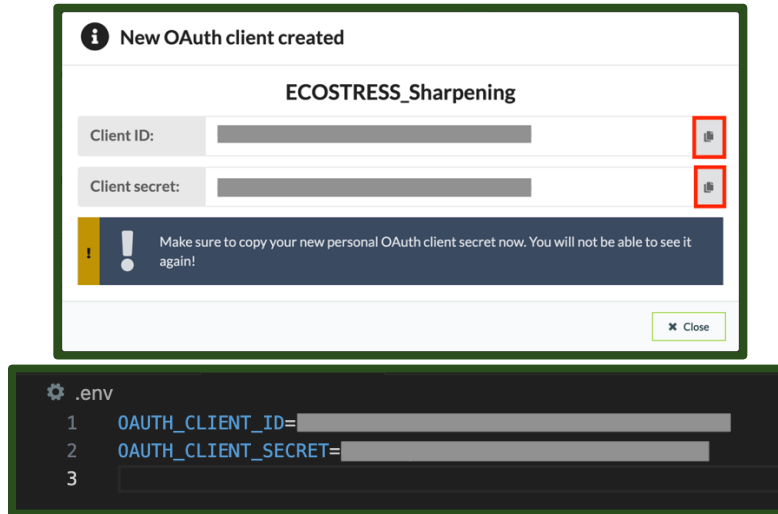 New OAuth client created
ECOSTRESS_Sharpening
Client ID:
Client secret:
! Make sure to copy your new personal OAuth client secret now. You will not be able to see it
again!
✖ Close
.env
1 OAUTH_CLIENT_ID=
2 OAUTH_CLIENT_SECRET=
3